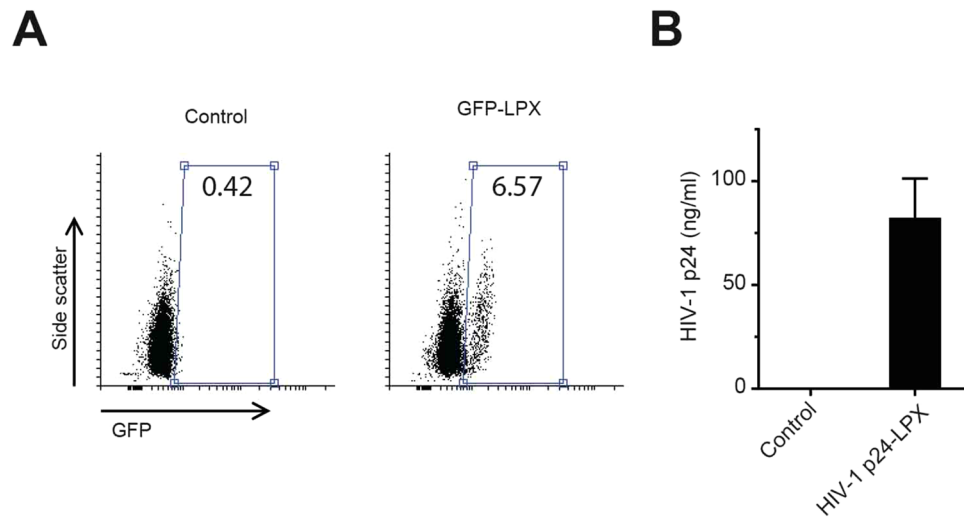 A
Control
GFP-LPX
0.42
6.57
Side scatter
GFP
B
HIV-1 p24 (ng/ml)
100
50
0
Control
HIV-1 p24-LPX